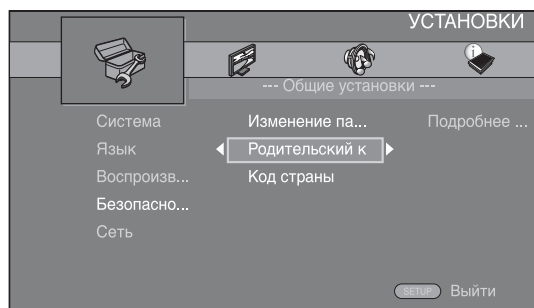 УСТАНОВКИ
--- Общие установки ---
Система
Изменение па...
Подробнее ...
Язык
Родительский к
Воспроизв...
Код страны
Безопасно...
Сеть
SETUP Выйти